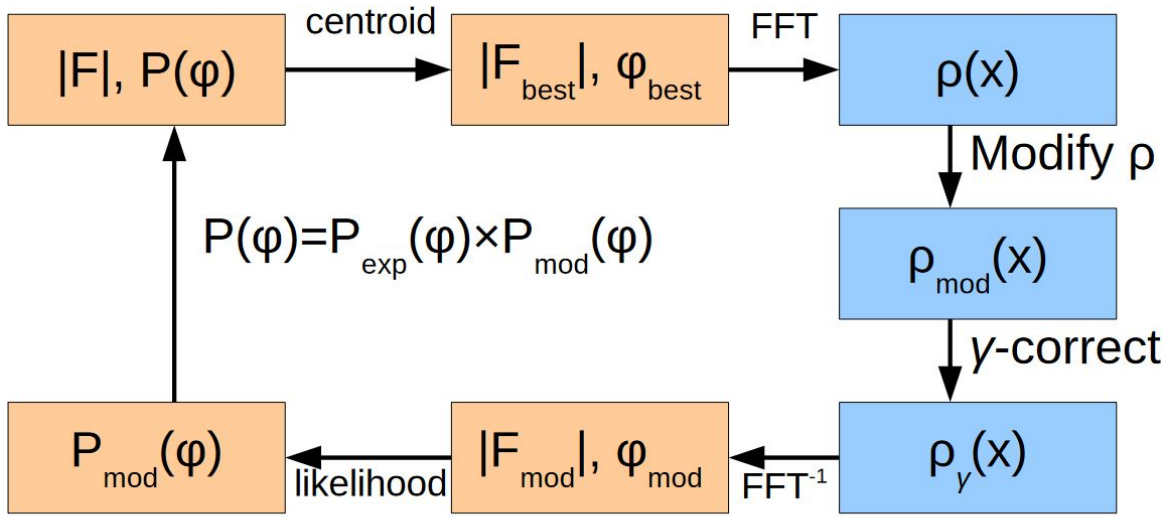 |F|, P(φ)
centroid
|F_best|, φ_best
FFT
ρ(x)
Modify ρ
ρ_mod(x)
P(φ)=P_exp(φ)×P_mod(φ)
γ-correct
P_mod(φ)
likelihood
|F_mod|, φ_mod
FFT⁻¹
ρ_γ(x)